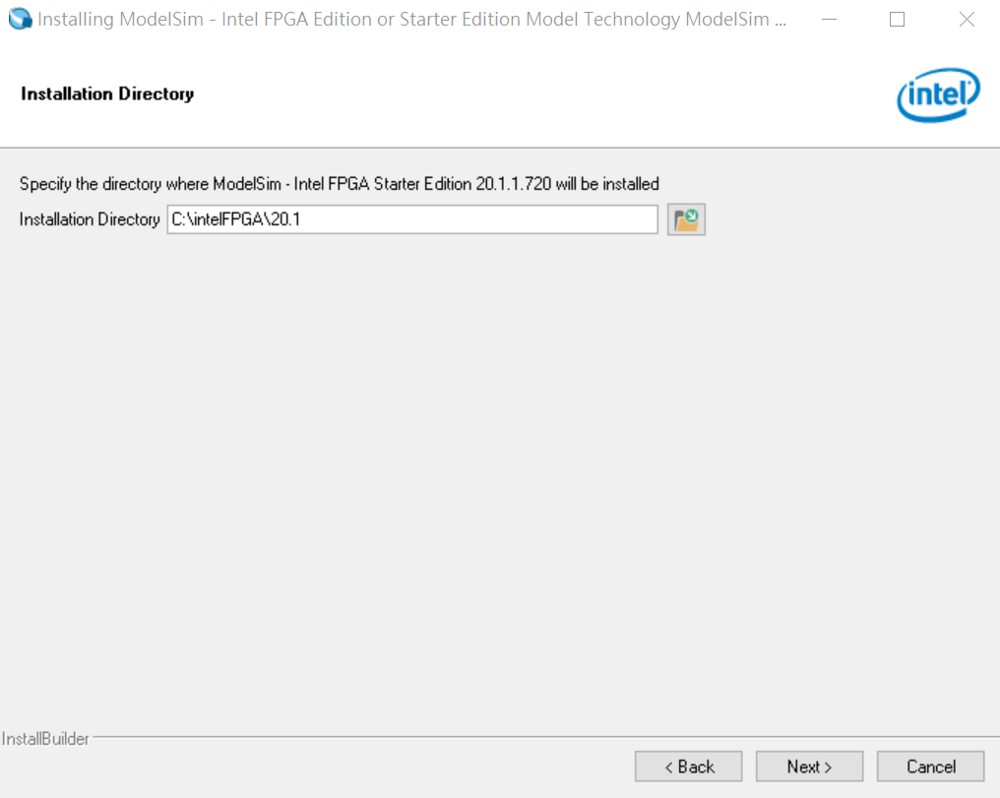 Installing ModelSim - Intel FPGA Edition or Starter Edition Model Technology ModelSim ...
Installation Directory
intel
Specify the directory where ModelSim - Intel FPGA Starter Edition 20.1.1.720 will be installed
Installation Directory C:\intelFPGA\20.1
InstallBuilder
< Back Next > Cancel